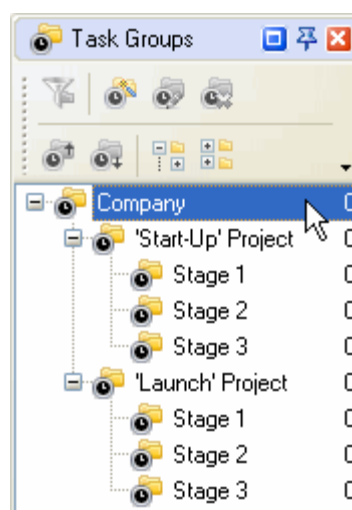 Task Groups
Company
'Start-Up' Project
Stage 1
Stage 2
Stage 3
'Launch' Project
Stage 1
Stage 2
Stage 3